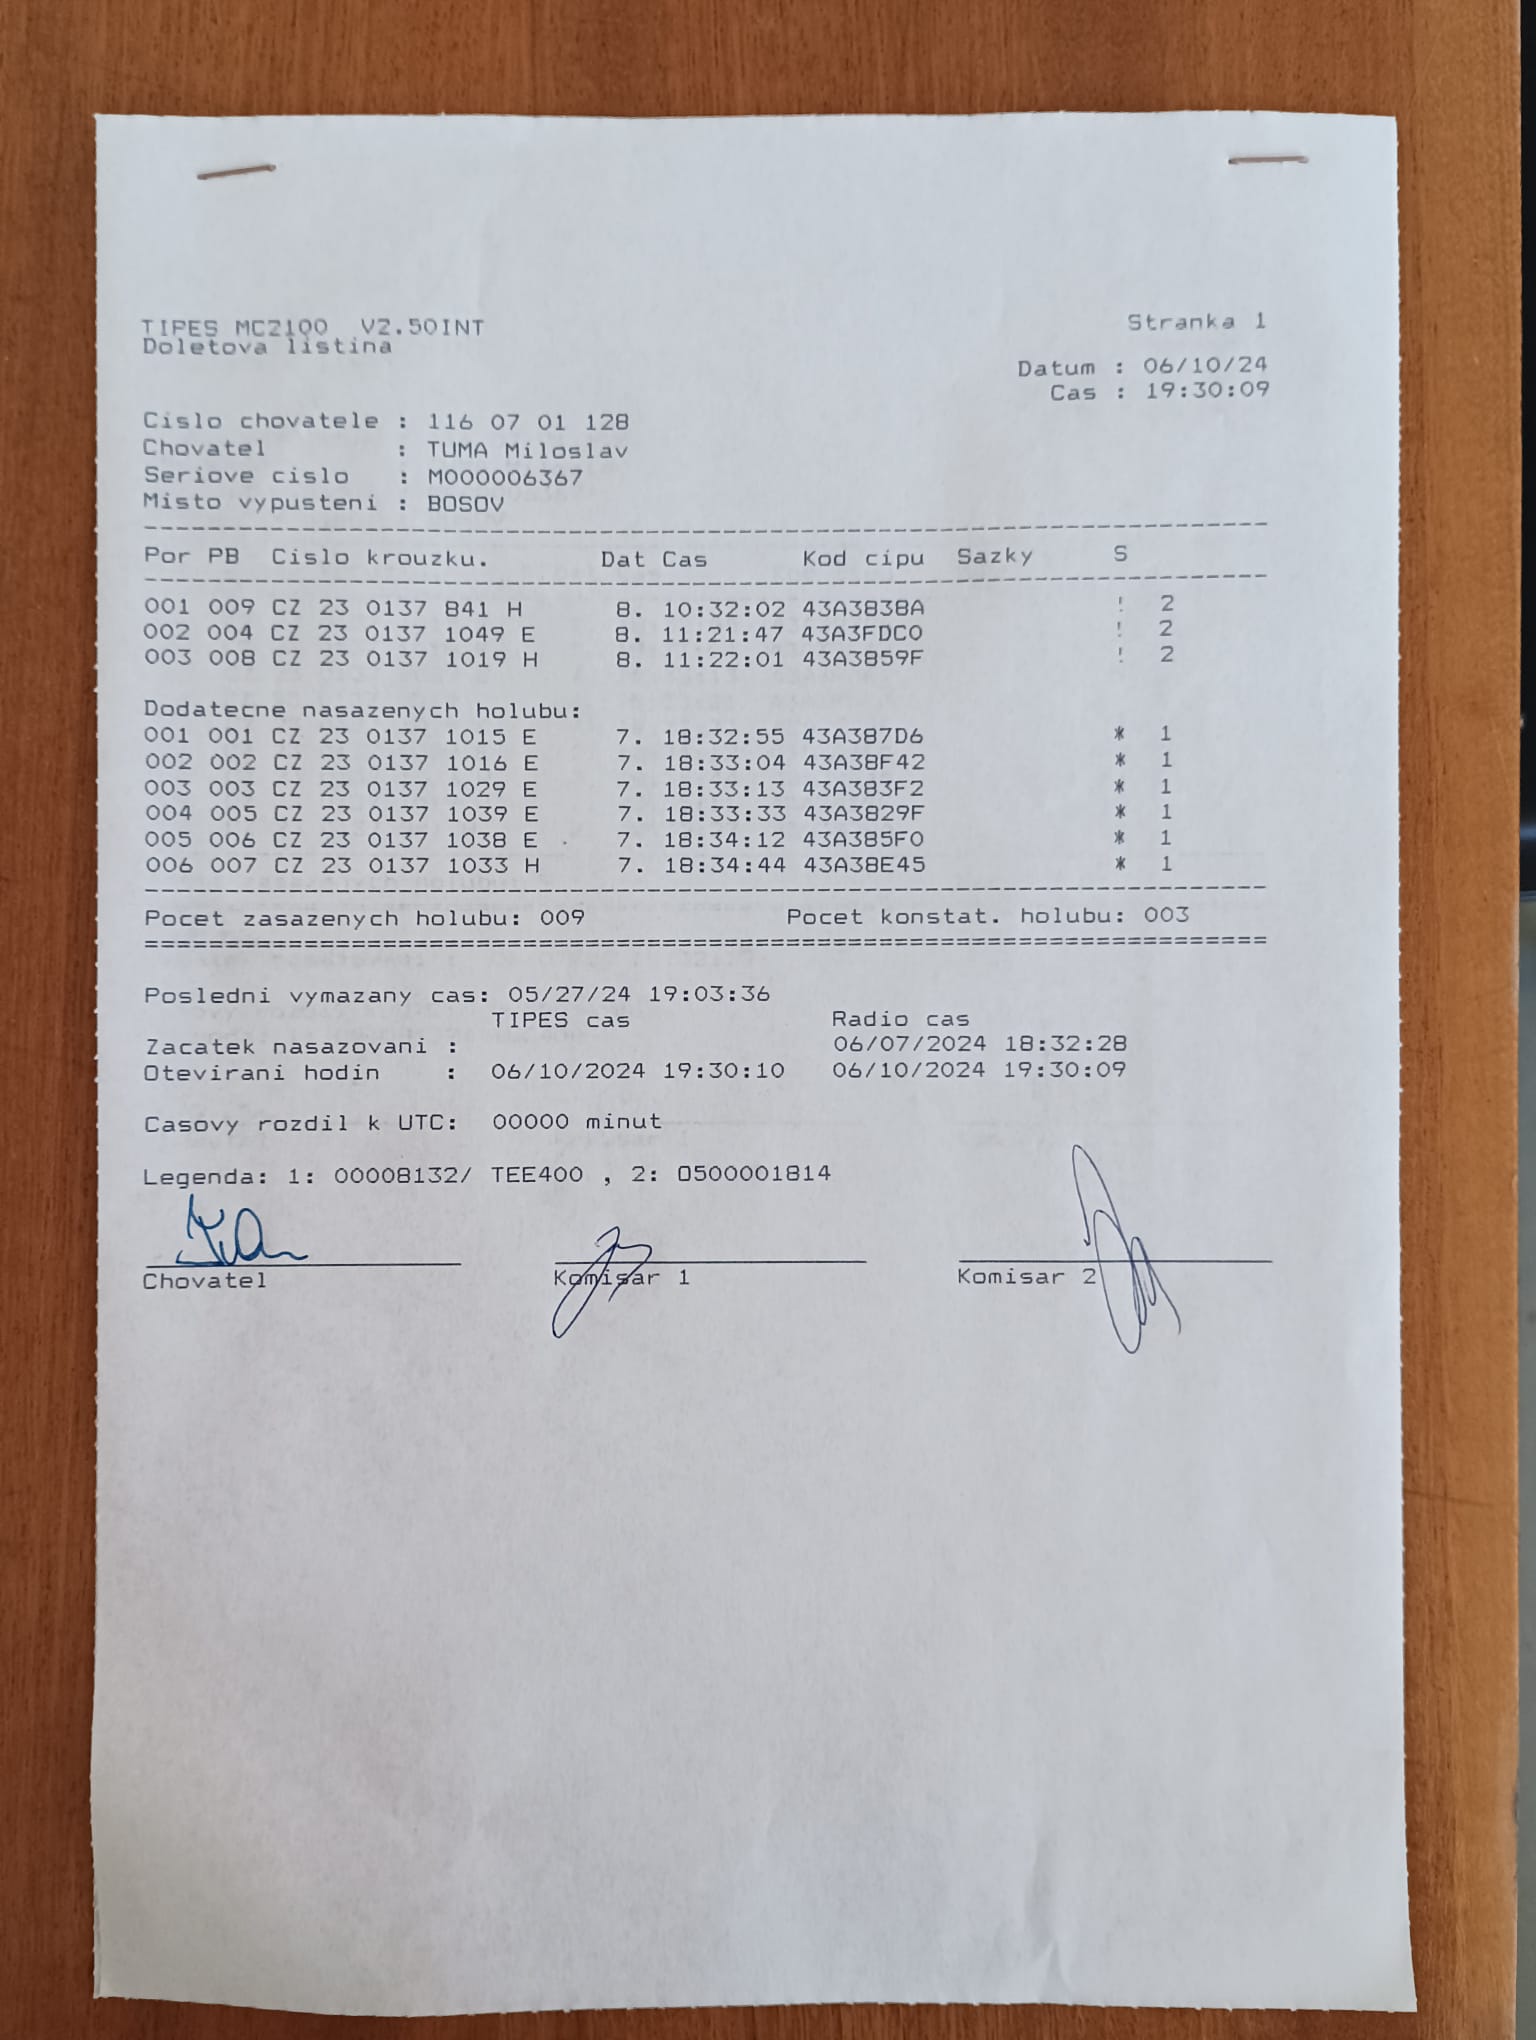 TIPES MC2100 V2.50INT Stranka 1
Doletova listina
Datum : 06/10/24
Cas : 19:30:09
Cislo chovatele : 116 07 01 128
Chovatel : TUMA Miloslav
Seriove cislo : M000006367
Misto vypusteni : BOSOV
Por PB Cislo krouzku. Dat Cas Kod cipu Sazky S
001 009 CZ 23 0137 841 H 8. 10:32:02 43A3838A ! 2
002 004 CZ 23 0137 1049 E 8. 11:21:47 43A3FDC0 ! 2
003 008 CZ 23 0137 1019 H 8. 11:22:01 43A3859F ! 2
Dodatecne nasazenych holubu:
001 001 CZ 23 0137 1015 E 7. 18:32:55 43A387D6 * 1
002 002 CZ 23 0137 1016 E 7. 18:33:04 43A38F42 * 1
003 003 CZ 23 0137 1029 E 7. 18:33:13 43A383F2 * 1
004 005 CZ 23 0137 1039 E 7. 18:33:33 43A3829F * 1
005 006 CZ 23 0137 1038 E 7. 18:34:12 43A385F0 * 1
006 007 CZ 23 0137 1033 H 7. 18:34:44 43A38E45 * 1
Pocet zasazenych holubu: 009 Pocet konstat. holubu: 003
Posledni vymazany cas: 05/27/24 19:03:36
TIPES cas Radio cas
Zacatek nasazovani : 06/07/2024 18:32:28
Otevirani hodin : 06/10/2024 19:30:10 06/10/2024 19:30:09
Casovy rozdil k UTC: 00000 minut
Legenda: 1: 00008132/ TEE400 , 2: 0500001814
Chovatel Komisar 1 Komisar 2